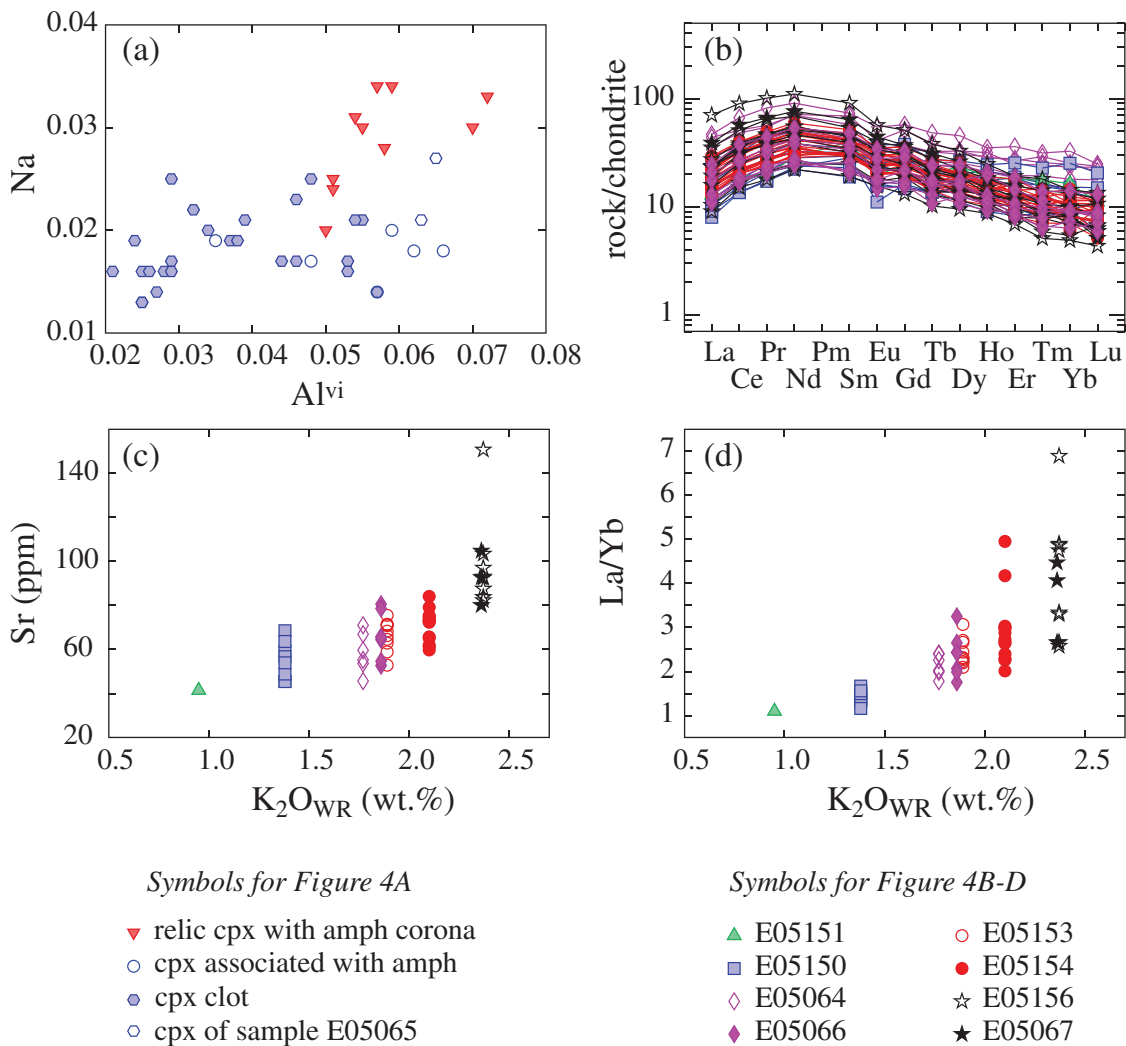 (a)
0.04
0.03
0.02
0.01
Na
0.02 0.03 0.04 0.05 0.06 0.07 0.08
Alvi
(b)
100
10
1
rock/chondrite
La Pr Pm Eu Tb Ho Tm Lu
Ce Nd Sm Gd Dy Er Yb
(c)
140
100
60
20
Sr (ppm)
0.5 1.0 1.5 2.0 2.5
K2OWR (wt.%)
(d)
7
6
5
4
3
2
1
La/Yb
0.5 1.0 1.5 2.0 2.5
K2OWR (wt.%)
Symbols for Figure 4A
relic cpx with amph corona
cpx associated with amph
cpx clot
cpx of sample E05065
Symbols for Figure 4B-D
E05151 E05153
E05150 E05154
E05064 E05156
E05066 E05067